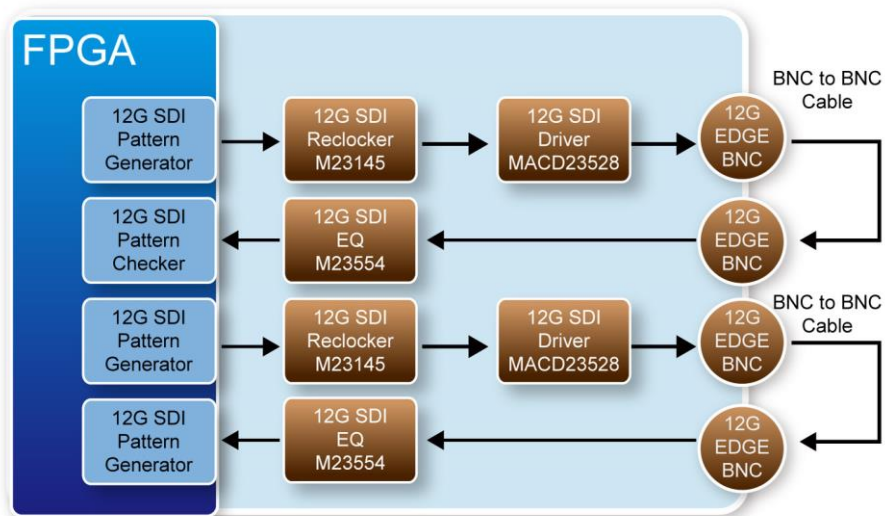 FPGA
BNC to BNC
Cable
12G SDI
Pattern
Generator
12G SDI
Reclocker
M23145
12G SDI
Driver
MACD23528
12G
EDGE
BNC
12G SDI
Pattern
Checker
12G SDI
EQ
M23554
12G
EDGE
BNC
BNC to BNC
Cable
12G SDI
Pattern
Generator
12G SDI
Reclocker
M23145
12G SDI
Driver
MACD23528
12G
EDGE
BNC
12G SDI
Pattern
Generator
12G SDI
EQ
M23554
12G
EDGE
BNC